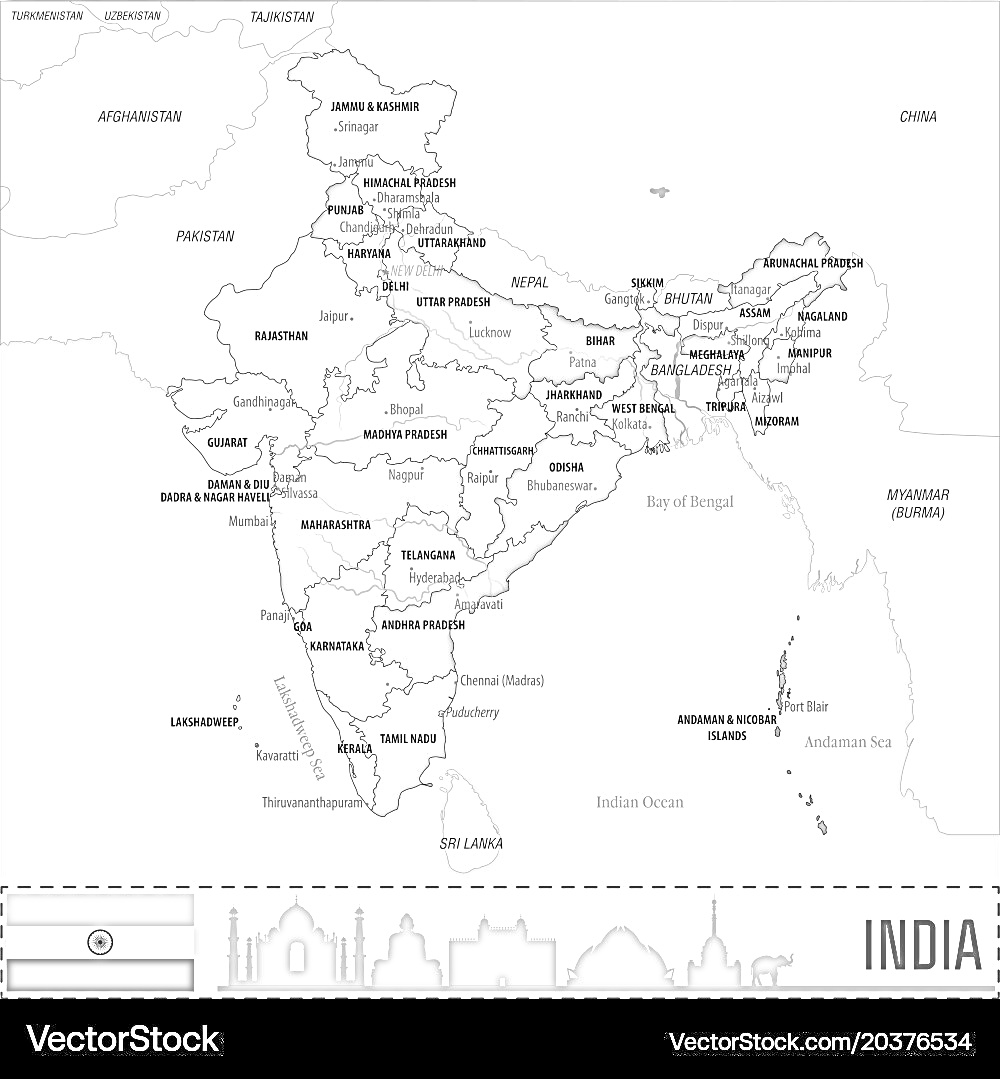 TURKMENISTAN
UZBEKISTAN
TAJIKISTAN
AFGHANISTAN
CHINA
JAMMU & KASHMIR
Srinagar
Jammu
HIMACHAL PRADESH
Dharamshala
PUNJAB
Shimla
Chandigarh
Dehradun
PAKISTAN
UTTARAKHAND
HARYANA
NEW DELHI
DELHI
NEPAL
SIKKIM
Gangtok
BHUTAN
ARUNACHAL PRADESH
Itanagar
UTTAR PRADESH
Jaipur
RAJASTHAN
Lucknow
BIHAR
Patna
ASSAM
Dispur
NAGALAND
Kohima
Shillong
MEGHALAYA
MANIPUR
Imphal
BANGLADESH
Agartala
Aizawl
TRIPURA
MIZORAM
Gandhinagar
Bhopal
JHARKHAND
Ranchi
WEST BENGAL
Kolkata
GUJARAT
MADHYA PRADESH
CHHATTISGARH
ODISHA
Nagpur
Raipur
Bhubaneswar
DAMAN & DIU
DADRA & NAGAR HAVELI
Daman
Silvassa
Bay of Bengal
MYANMAR
(BURMA)
Mumbai
MAHARASHTRA
TELANGANA
Hyderabad
Amaravati
Panaji
GOA
ANDHRA PRADESH
KARNATAKA
Chennai (Madras)
Puducherry
Lakshadweep Sea
LAKSHADWEEP
Kavaratti
KERALA
TAMIL NADU
Thiruvananthapuram
Port Blair
ANDAMAN & NICOBAR
ISLANDS
Andaman Sea
Indian Ocean
SRI LANKA
INDIA
VectorStock
VectorStock.com/20376534